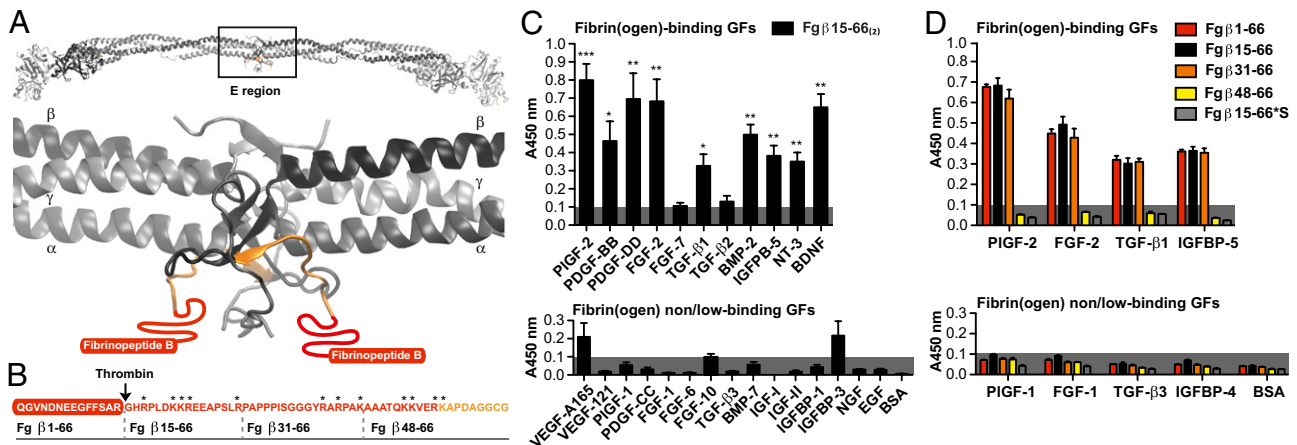 A
E region
β
β
γ
γ
α
α
Fibrinopeptide B
Fibrinopeptide B
B
Thrombin
* * * * * * * * * * *
QGVNDNEEGFFSARGHRPLDKKREEAPSLRPAPPPISGGGYRARPAKAAATQKKVERKAPDAGGCG
Fg β1-66 Fg β15-66 Fg β31-66 Fg β48-66
C
Fibrin(ogen)-binding GFs
Fgβ15-66(2)
A450 nm
1.0
0.9
0.8
0.7
0.6
0.5
0.4
0.3
0.2
0.1
0.0
*** * ** ** * ** ** ** **
PlGF-2 PDGF-BB PDGF-DD FGF-2 FGF-7 TGF-β1 TGF-β2 BMP-2 IGFPB-5 NT-3 BDNF
Fibrin(ogen) non/low-binding GFs
A450 nm
0.3
0.2
0.1
0.0
VEGF-A165 VEGF-121 PlGF-1 PDGF-CC FGF-1 FGF-6 FGF-10 TGF-β3 BMP-7 IGF-I IGF-II IGFBP-1 IGFBP-3 NGF EGF BSA
D
Fibrin(ogen)-binding GFs
Fgβ1-66
Fgβ15-66
Fgβ31-66
Fgβ48-66
Fgβ15-66*S
A450 nm
1.0
0.9
0.8
0.7
0.6
0.5
0.4
0.3
0.2
0.1
0.0
PlGF-2 FGF-2 TGF-β1 IGFBP-5
Fibrin(ogen) non/low-binding GFs
A450 nm
0.3
0.2
0.1
0.0
PlGF-1 FGF-1 TGF-β3 IGFBP-4 BSA